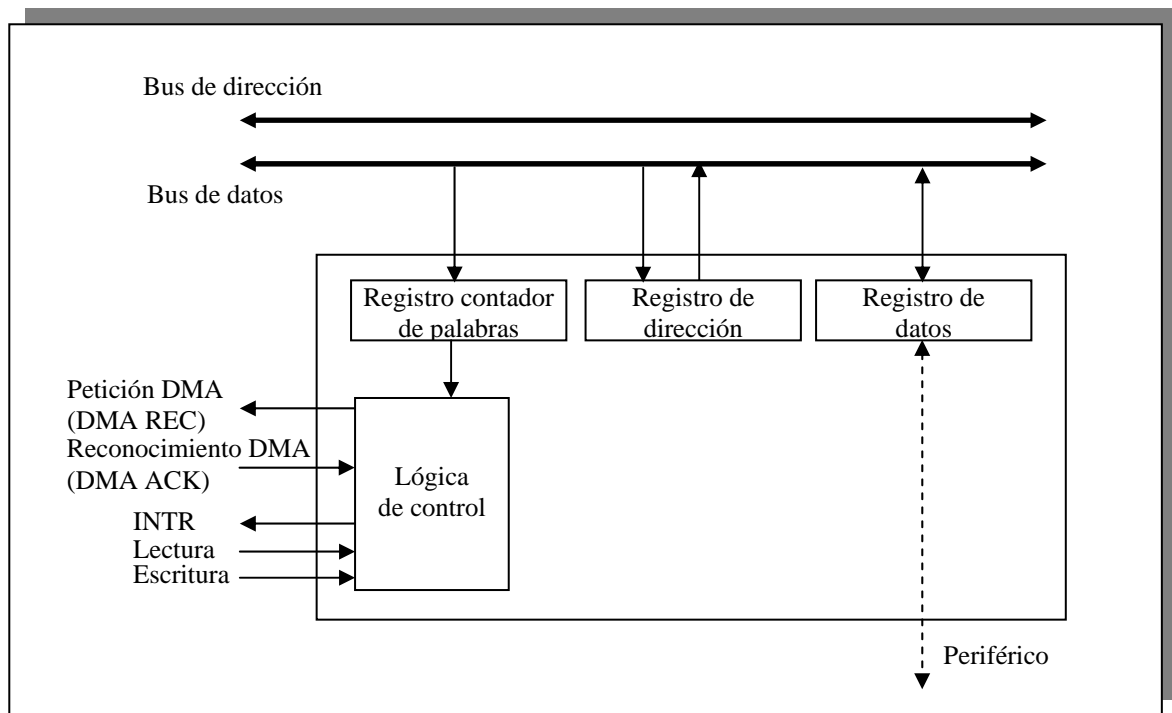 Bus de dirección
Bus de datos
Registro contador
de palabras
Registro de
dirección
Registro de
datos
Petición DMA
(DMA REC)
Reconocimiento DMA
(DMA ACK)
INTR
Lectura
Escritura
Lógica
de control
Periférico